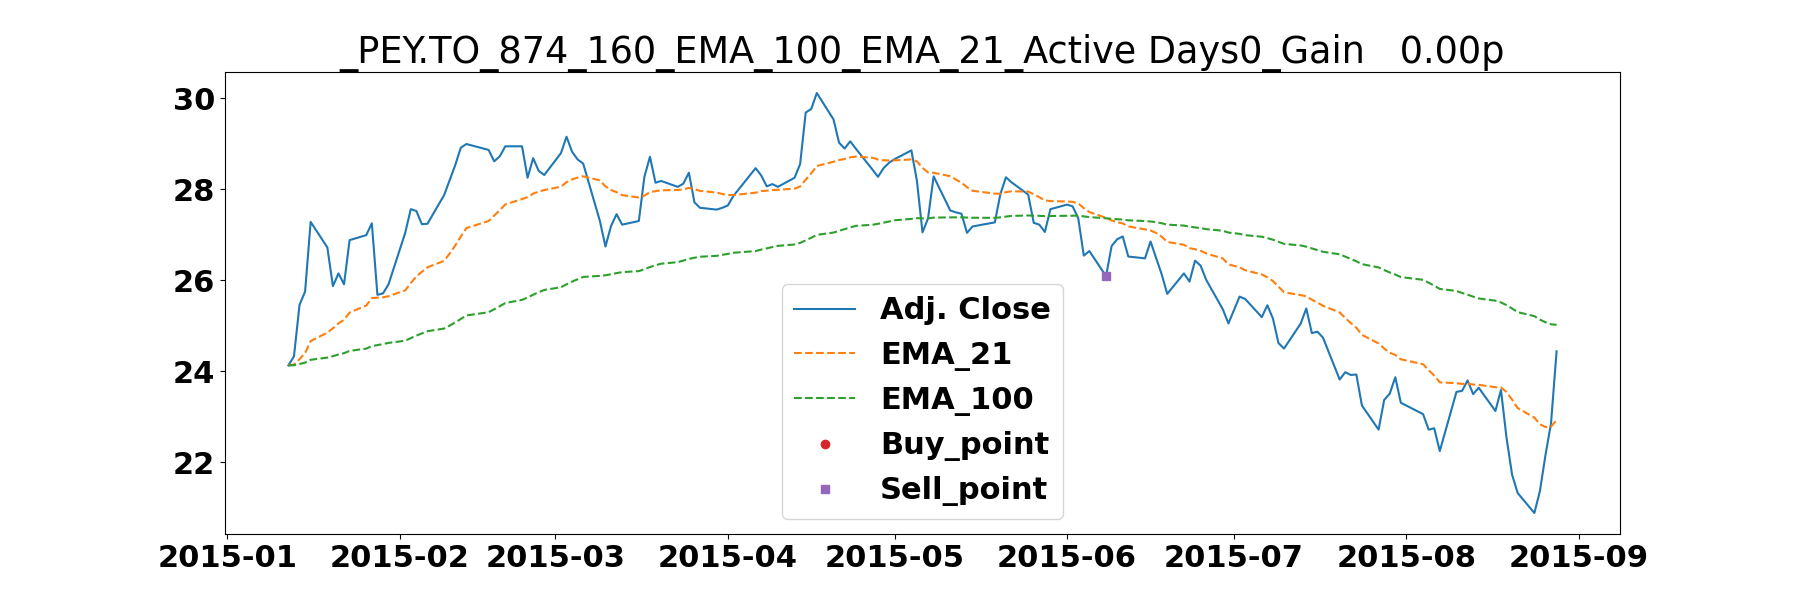 _PEY.TO_874_160_EMA_100_EMA_21_Active Days0_Gain   0.00p
30
28
26
24
22
Adj. Close
EMA_21
EMA_100
Buy_point
Sell_point
2015-01 2015-02 2015-03 2015-04 2015-05 2015-06 2015-07 2015-08 2015-09